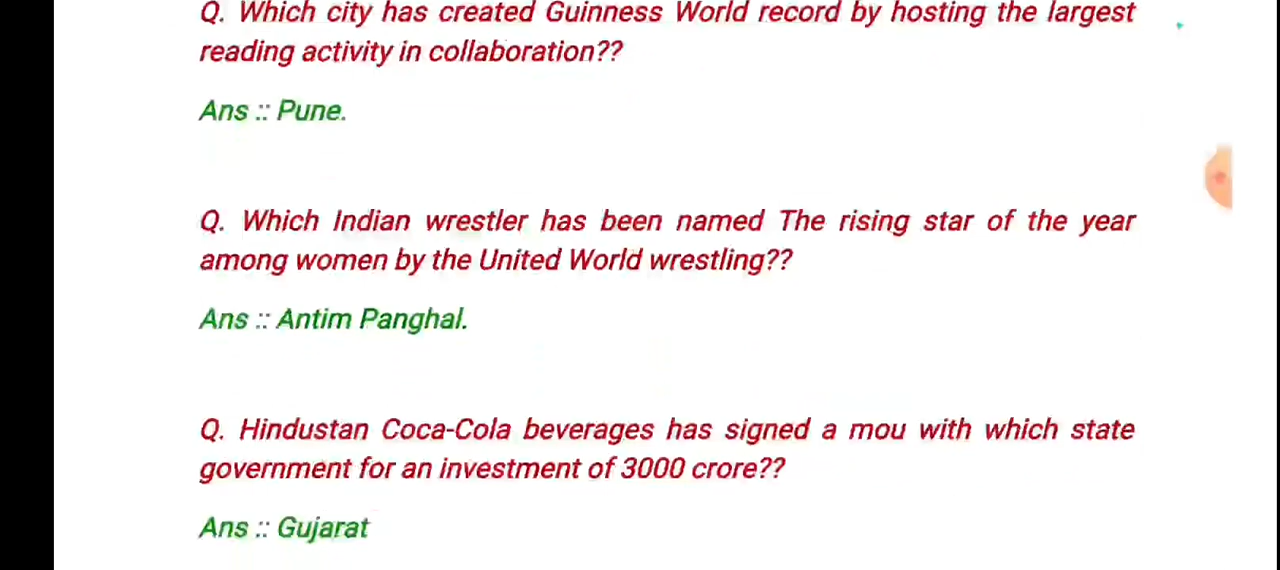 Q. Which city has created Guinness World record by hosting the largest
reading activity in collaboration??
Ans :: Pune.
Q. Which Indian wrestler has been named The rising star of the year
among women by the United World wrestling??
Ans :: Antim Panghal.
Q. Hindustan Coca-Cola beverages has signed a mou with which state
government for an investment of 3000 crore??
Ans :: Gujarat